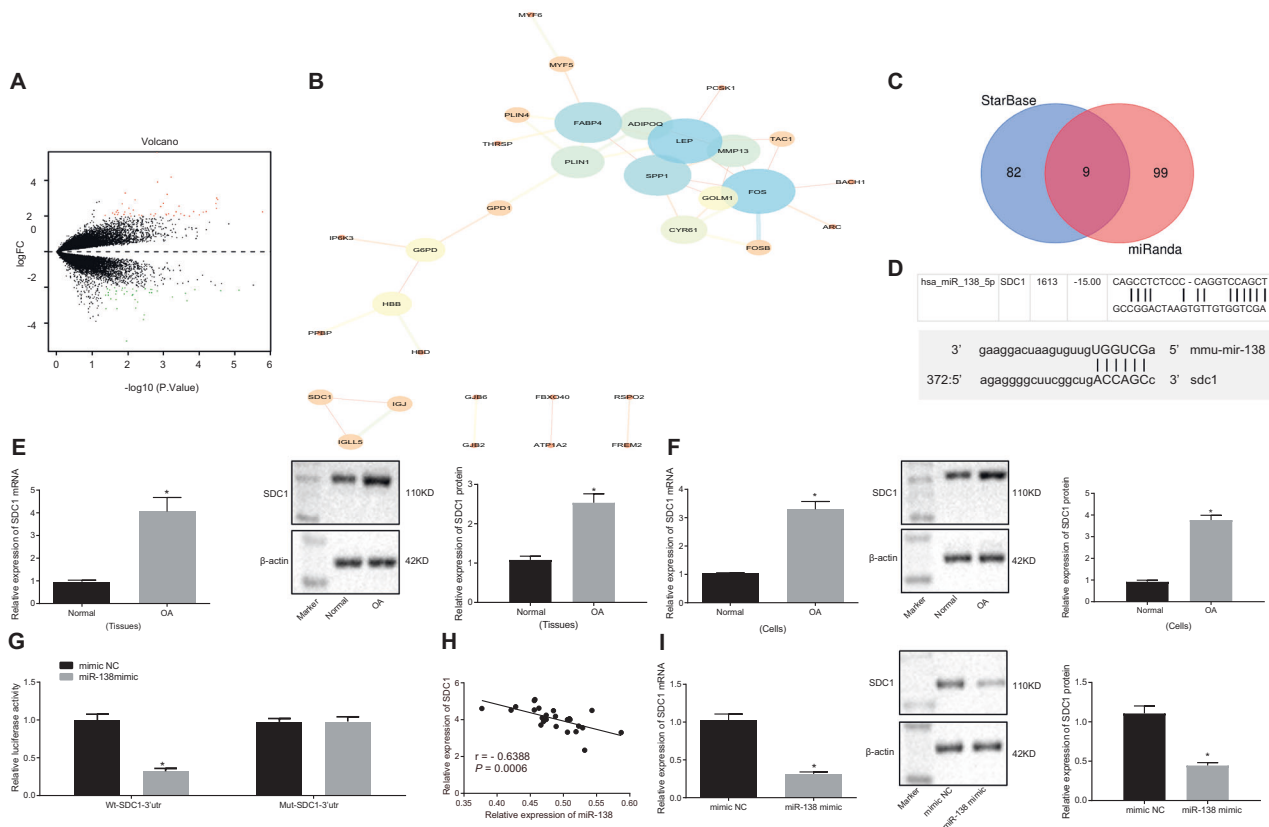 A
Volcano
logFC
4
2
0
-2
-4
0
1
2
3
4
5
6
-log10 (P.Value)
B
MYF6
MYF5
PLIN4
FABP4
ADIPOQ
PCSK1
LEP
TAC1
THRSP
PLIN1
MMP13
SPP1
BACH1
FOS
GOLM1
GPD1
ARC
CYR61
FOSB
IP6K3
G6PD
HBB
PPBP
HBD
SDC1
IGJ
IGLL5
GJB6
GJB2
FBXO40
ATP1A2
RSPO2
FREM2
C
StarBase
82
9
99
miRanda
D
hsa_miR_138_5p SDC1 1613 -15.00 CAGCCTCTCCC - CAGGTCCAGCT
GCCGGACTAAGTGTTGTGGTCGA
3' gaaggacuaaguguugUGGUCGa 5' mmu-mir-138
372:5' agaggggcuucggcugACCAGCc 3' sdc1
E
Relative expression of SDC1 mRNA
5
4
3
2
1
0
*
Normal
OA
(Tissues)
SDC1
110KD
β-actin
42KD
Marker
Normal
OA
Relative expression of SDC1 protein
3
2
1
0
*
Normal
OA
(Tissues)
F
Relative expression of SDC1 mRNA
4
3
2
1
0
*
Normal
OA
(Cells)
SDC1
110KD
β-actin
42KD
Marker
Normal
OA
Relative expression of SDC1 protein
5
4
3
2
1
0
*
Normal
OA
(Cells)
G
mimic NC
miR-138mimic
Relative luciferase activity
1.5
1.0
0.5
0.0
*
Wt-SDC1-3'utr
Mut-SDC1-3'utr
H
Relative expression of SDC1
6
4
2
0
r = - 0.6388
P = 0.0006
0.35
0.40
0.45
0.50
0.55
0.60
Relative expression of miR-138
I
Relative expression of SDC1 mRNA
1.5
1.0
0.5
0.0
*
mimic NC
miR-138 mimic
SDC1
110KD
β-actin
42KD
Marker
mimic NC
miR-138 mimic
Relative expression of SDC1 protein
1.5
1.0
0.5
0.0
*
mimic NC
miR-138 mimic